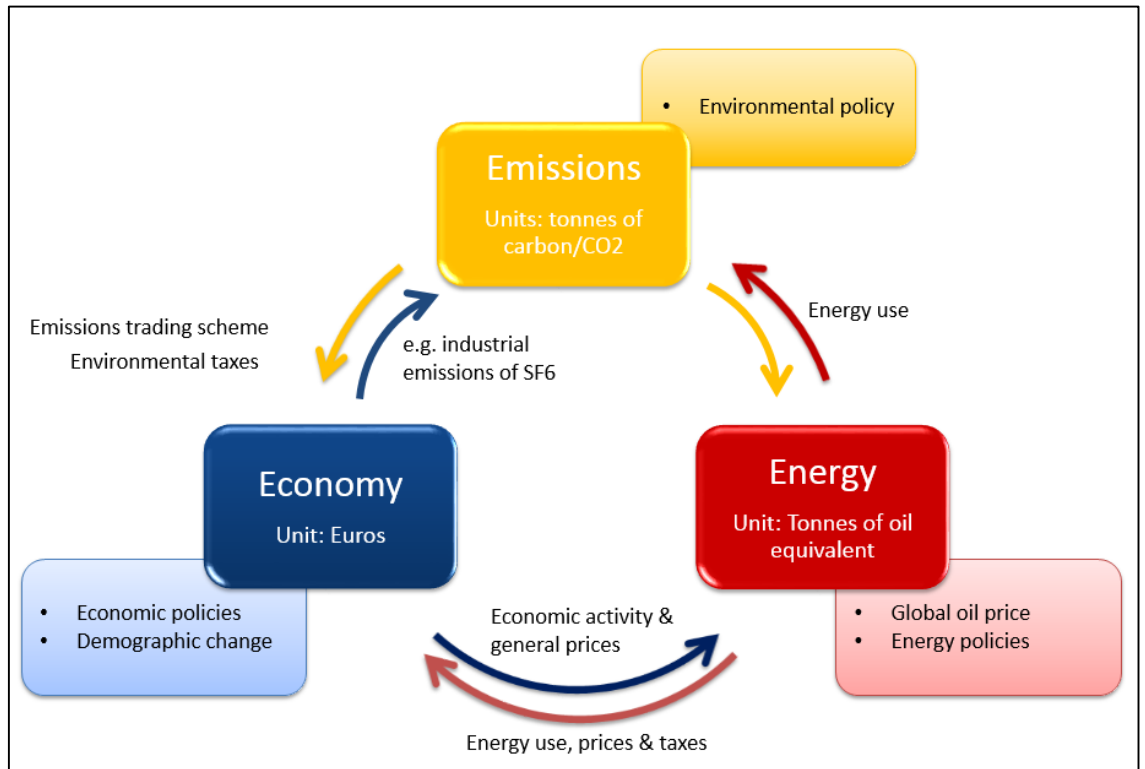 • Environmental policy
Emissions
Units: tonnes of
carbon/CO2
Energy use
Emissions trading scheme
Environmental taxes
e.g. industrial
emissions of SF6
Economy
Unit: Euros
Energy
Unit: Tonnes of oil
equivalent
• Economic policies
• Demographic change
Economic activity &
general prices
• Global oil price
• Energy policies
Energy use, prices & taxes